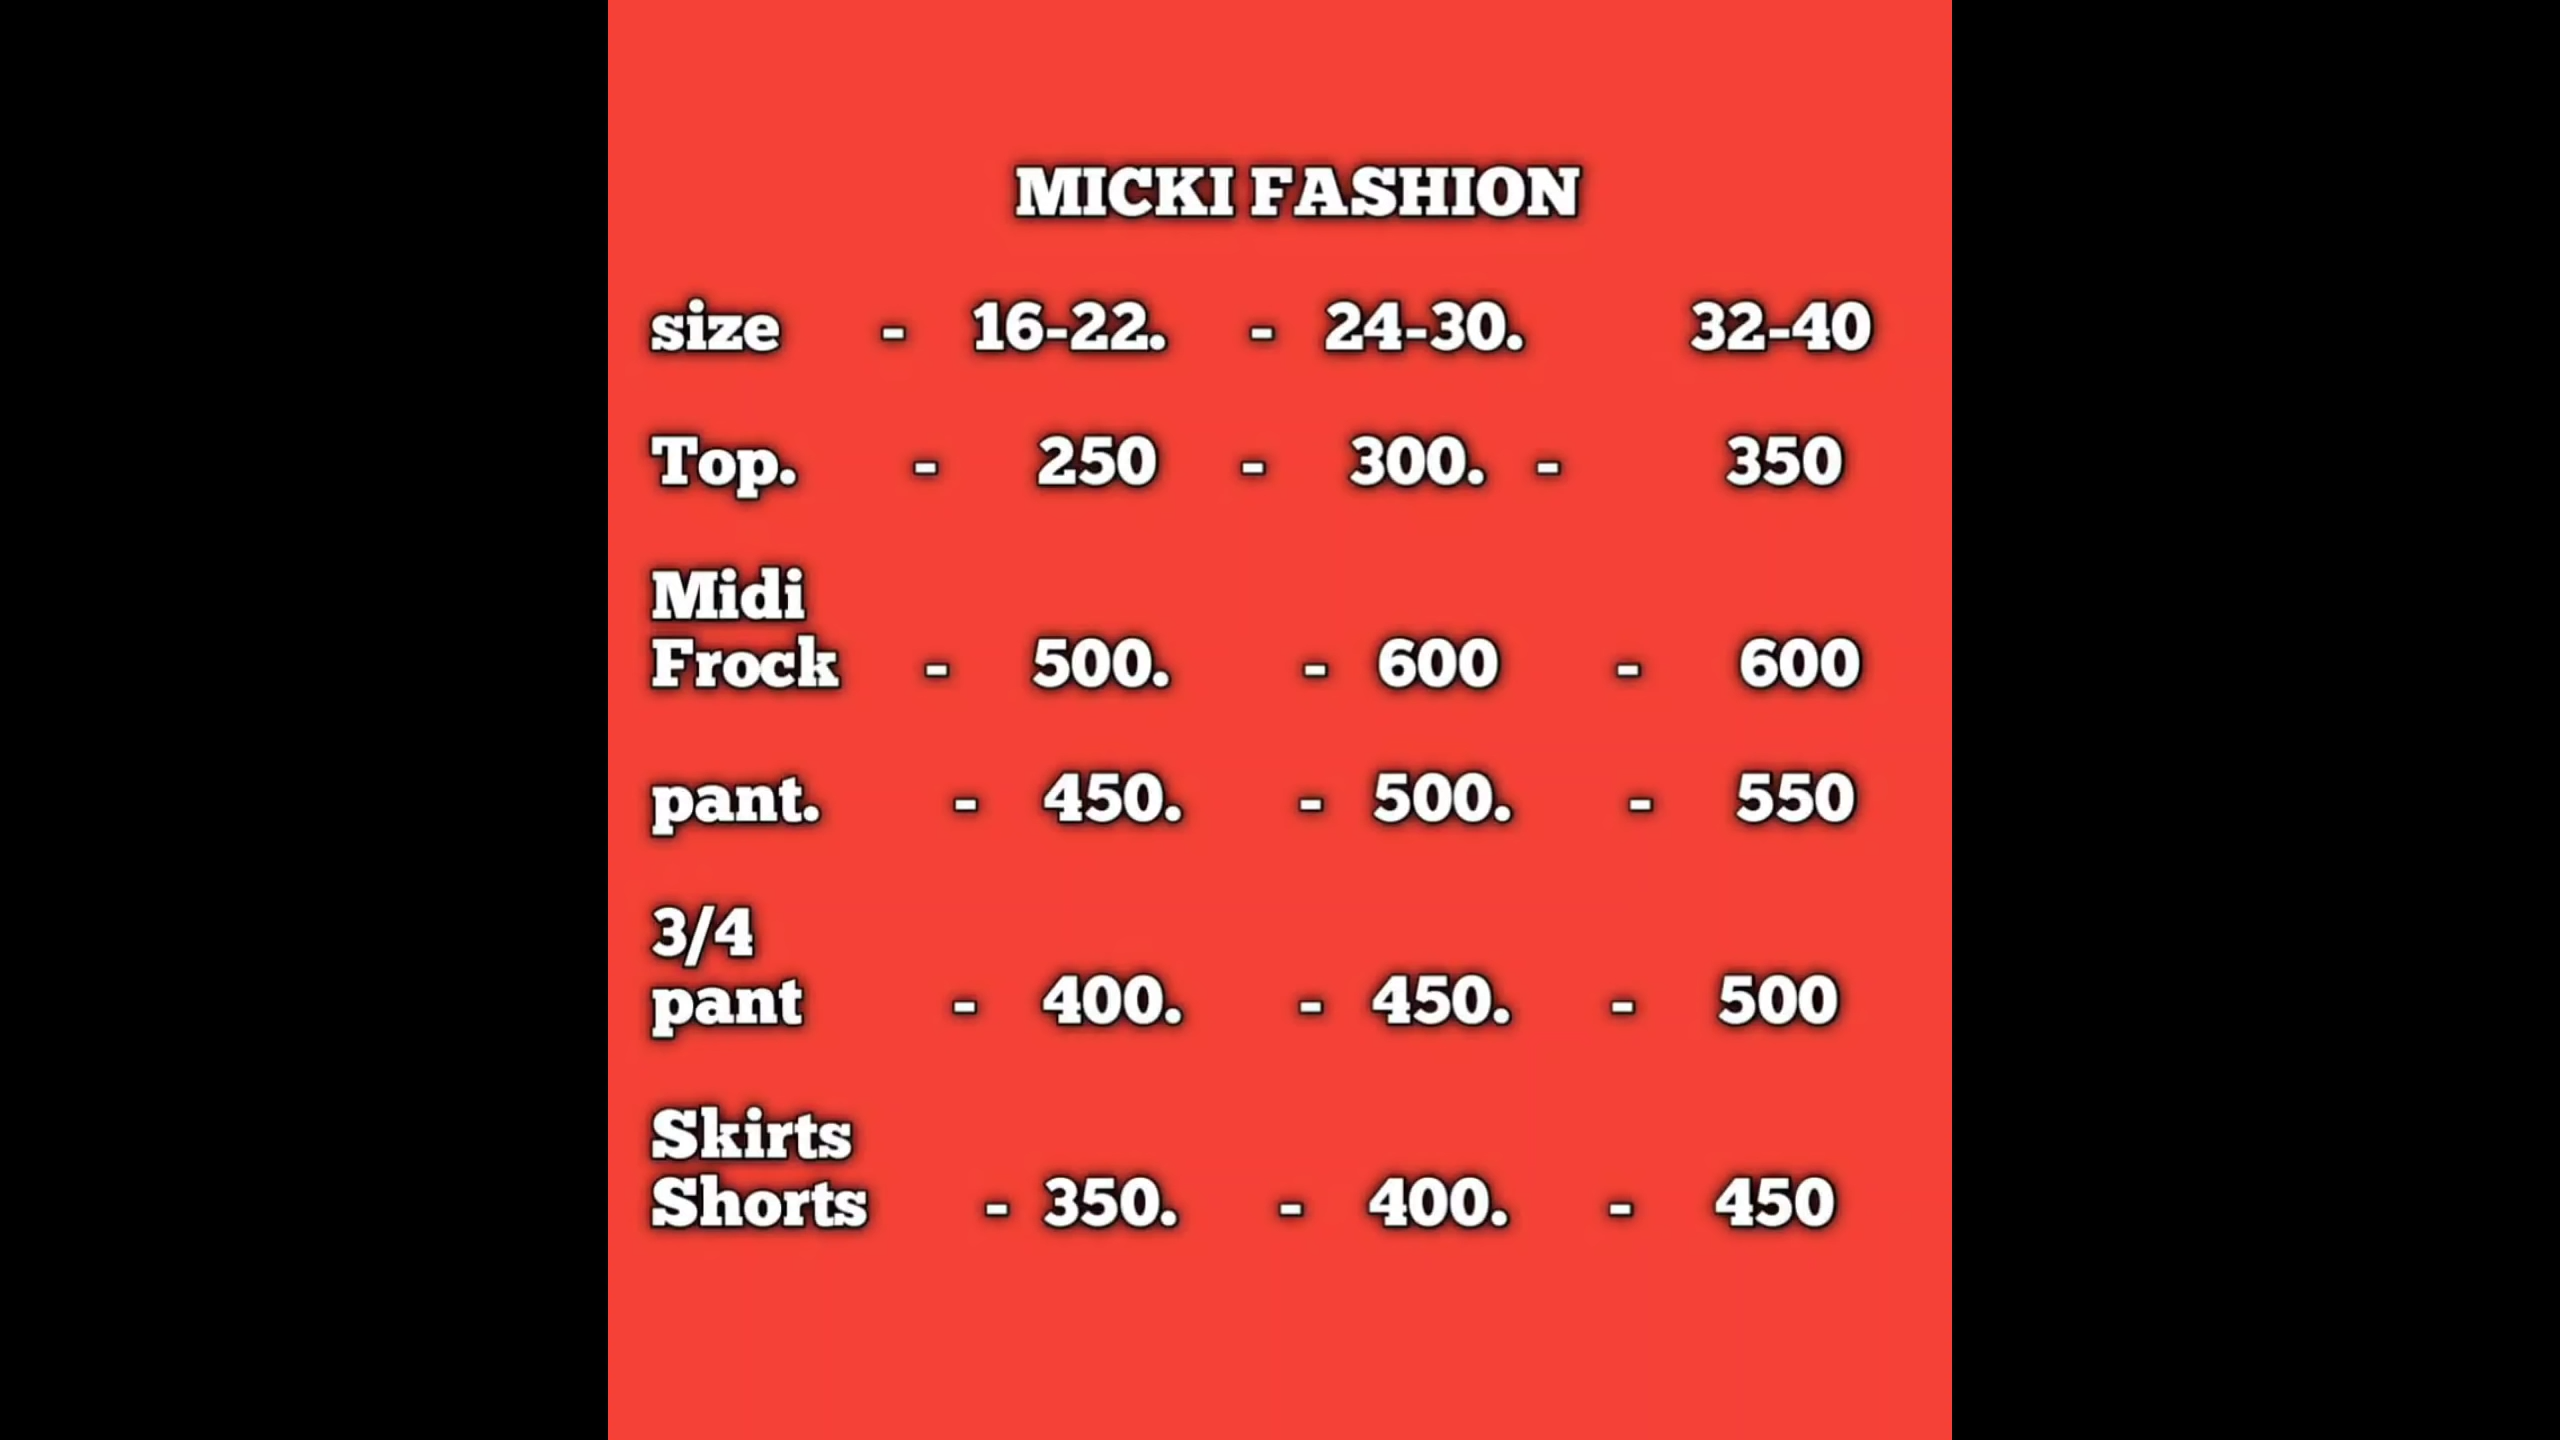 MICKI FASHION
size - 16-22. - 24-30. 32-40
Top. - 250 - 300. - 350
Midi
Frock - 500. - 600 - 600
pant. - 450. - 500. - 550
3/4
pant - 400. - 450. - 500
Skirts
Shorts - 350. - 400. - 450